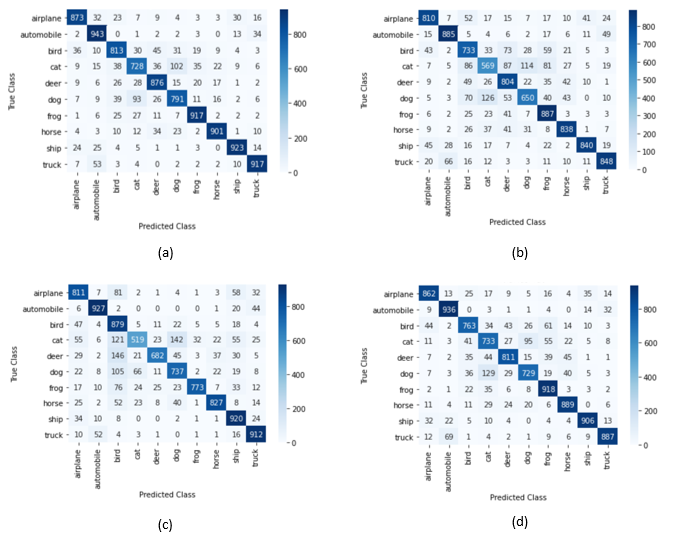 airplane 873 32 23 7 9 4 3 3 30 16
automobile 2 943 0 2 0 1 2 3 13 34
bird 36 10 813 30 45 31 19 9 4 3
cat 9 15 38 728 36 102 35 22 9 6
deer 9 6 26 28 876 15 20 17 1 2
dog 7 9 39 93 26 791 11 16 2 6
frog 1 6 25 27 11 7 917 2 2 2
horse 4 3 10 12 34 23 2 901 1 10
ship 24 25 4 5 1 1 3 0 923 14
truck 7 53 3 4 0 2 2 2 10 917
airplane automobile bird cat deer dog frog horse ship truck
True Class
Predicted Class
800
600
400
200
0
(a)
airplane 810 7 52 17 15 7 10 17 41 24
automobile 15 885 5 4 6 2 7 16 11 49
bird 43 2 733 33 73 28 59 21 5 3
cat 7 5 86 569 87 114 81 27 5 19
deer 9 2 49 26 804 22 35 42 10 1
dog 5 3 70 126 53 650 40 43 0 10
frog 6 2 25 23 41 7 887 3 3 3
horse 9 2 26 37 41 31 8 838 1 7
ship 45 28 16 17 7 4 22 2 840 19
truck 20 66 16 12 3 3 11 10 11 848
airplane automobile bird cat deer dog frog horse ship truck
True Class
Predicted Class
800
700
600
500
400
300
200
100
0
(b)
airplane 811 7 81 2 1 4 1 3 58 32
automobile 6 927 2 0 0 0 0 1 20 44
bird 47 4 879 5 11 22 5 5 18 4
cat 55 6 121 519 23 142 32 22 55 25
deer 29 2 146 21 682 45 3 37 30 5
dog 22 8 105 66 11 737 2 22 19 8
frog 17 10 76 24 25 23 773 7 33 12
horse 25 2 52 23 8 40 1 827 8 14
ship 34 10 8 0 0 2 1 1 920 24
truck 10 52 4 3 1 0 1 1 16 912
airplane automobile bird cat deer dog frog horse ship truck
True Class
Predicted Class
800
600
400
200
0
(c)
airplane 862 13 25 17 9 5 16 4 35 14
automobile 9 936 0 3 1 1 4 0 14 32
bird 44 2 763 34 43 26 61 14 10 3
cat 11 3 41 733 27 95 55 22 8 5
deer 7 2 35 44 811 15 39 45 1 1
dog 7 3 35 129 29 729 19 40 5 3
frog 2 1 22 35 6 8 918 3 3 2
horse 11 4 11 29 24 20 6 889 0 6
ship 32 22 5 10 4 0 4 4 906 13
truck 12 69 1 4 2 1 9 6 9 887
airplane automobile bird cat deer dog frog horse ship truck
True Class
Predicted Class
800
600
400
200
0
(d)